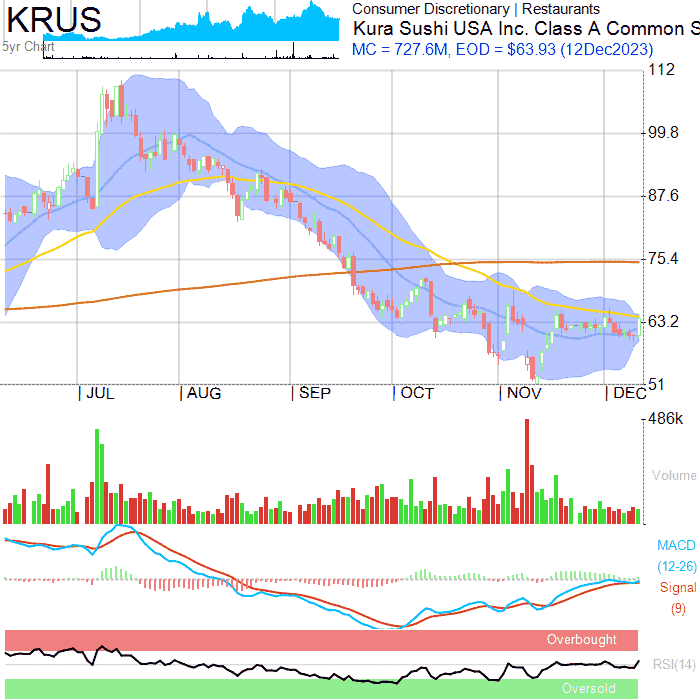 KRUS
5yr Chart
Consumer Discretionary | Restaurants
Kura Sushi USA Inc. Class A Common S
MC = 727.6M, EOD = $63.93 (12Dec2023)
112
99.8
87.6
75.4
63.2
51
JUL
AUG
SEP
OCT
NOV
DEC
486k
Volume
MACD
(12-26)
Signal
(9)
Overbought
RSI(14)
Oversold